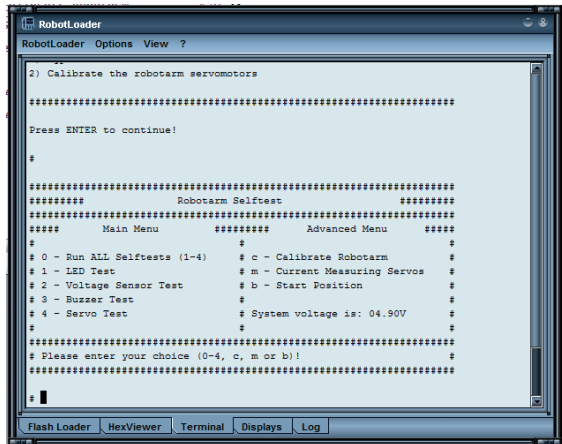 RobotLoader
RobotLoader Options View ?
2) Calibrate the robotarm servomotors
######################################################################
Press ENTER to continue!
#
######################################################################
######### Robotarm Selftest #########
######################################################################
##### Main Menu ######### Advanced Menu #####
# # #
# 0 - Run ALL Selftests (1-4) # c - Calibrate Robotarm #
# 1 - LED Test # m - Current Measuring Servos #
# 2 - Voltage Sensor Test # b - Start Position #
# 3 - Buzzer Test # #
# 4 - Servo Test # System voltage is: 04.90V #
# # #
######################################################################
# Please enter your choice (0-4, c, m or b)! #
######################################################################
#
Flash Loader HexViewer Terminal Displays Log